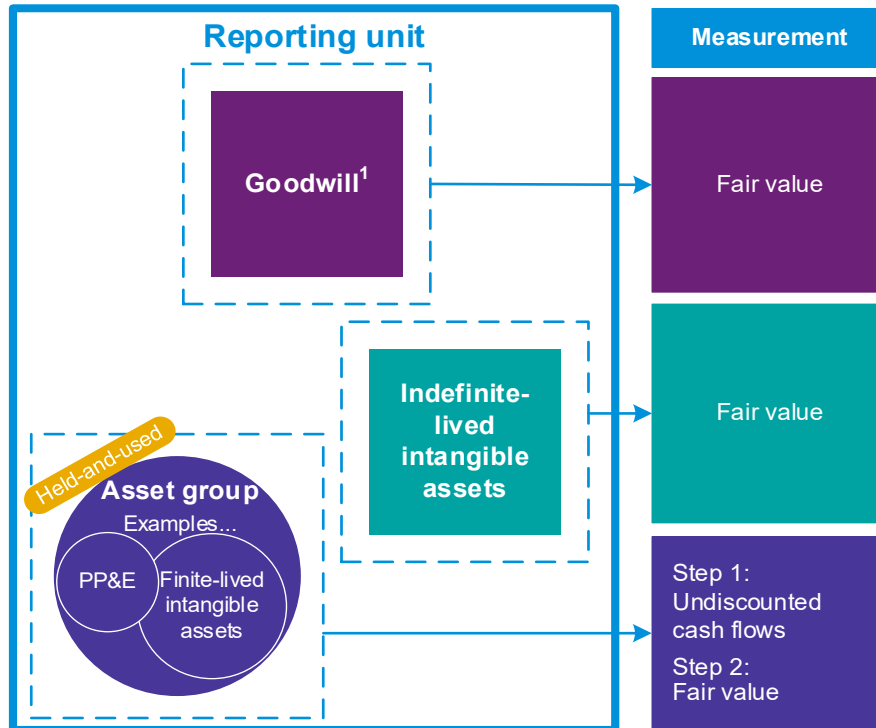 Reporting unit
Measurement
Goodwill1
Fair value
Indefinite-
lived
intangible
assets
Fair value
Held-and-used
Asset group
Examples...
PP&E
Finite-lived
intangible
assets
Step 1:
Undiscounted
cash flows
Step 2:
Fair value